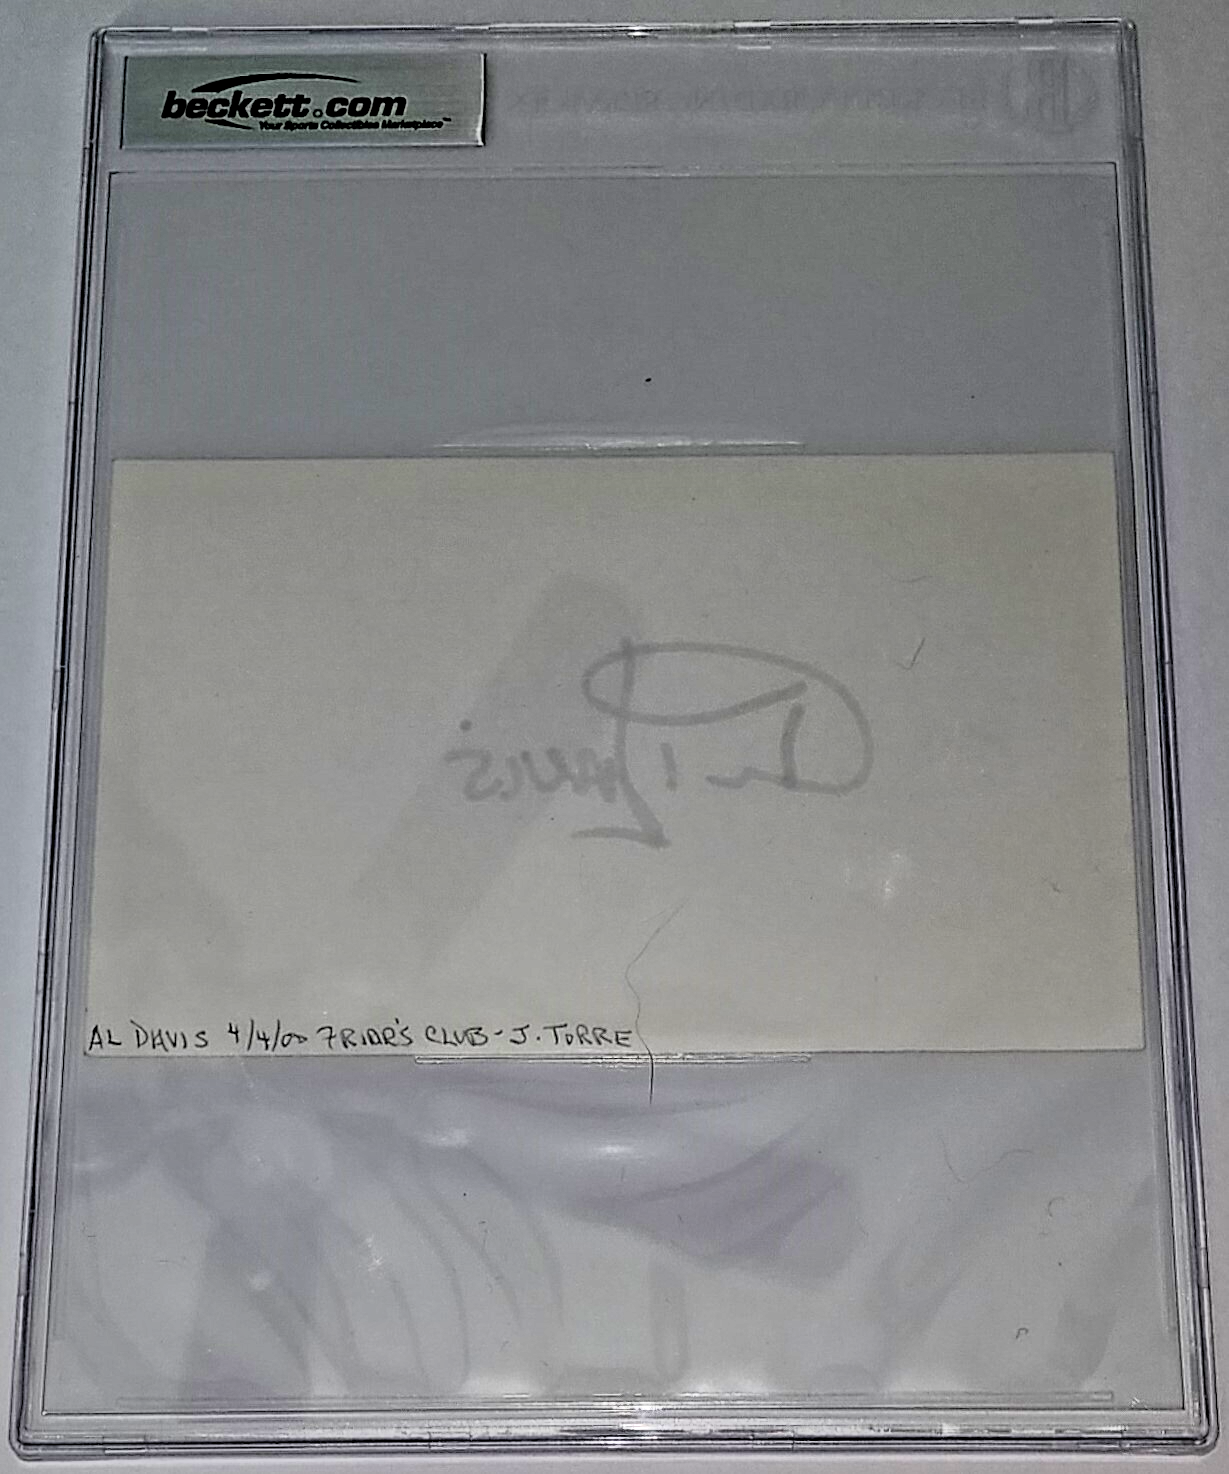 beckett.com
Your Sports Collectibles Marketplace™
Al Davis
AL DAVIS 4/4/00 FRIAR'S CLUB - J. TORRE